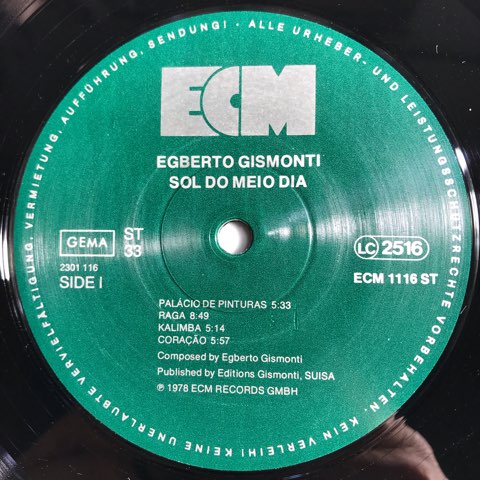 ECM
EGBERTO GISMONTI
SOL DO MEIO DIA
GEMA
ST
33
2301 116
SIDE I
LC 2516
ECM 1116 ST
PALÁCIO DE PINTURAS 5:33
RAGA 8:49
KALIMBA 5:14
CORAÇÃO 5:57
Composed by Egberto Gismonti
Published by Editions Gismonti, SUISA
℗ 1978 ECM RECORDS GMBH
ALLE URHEBER- UND LEISTUNGSSCHUTZRECHTE VORBEHALTEN. KEIN VERLEIH! KEINE UNERLAUBTE VERVIELFÄLTIGUNG, VERMIETUNG, AUFFÜHRUNG, SENDUNG! -